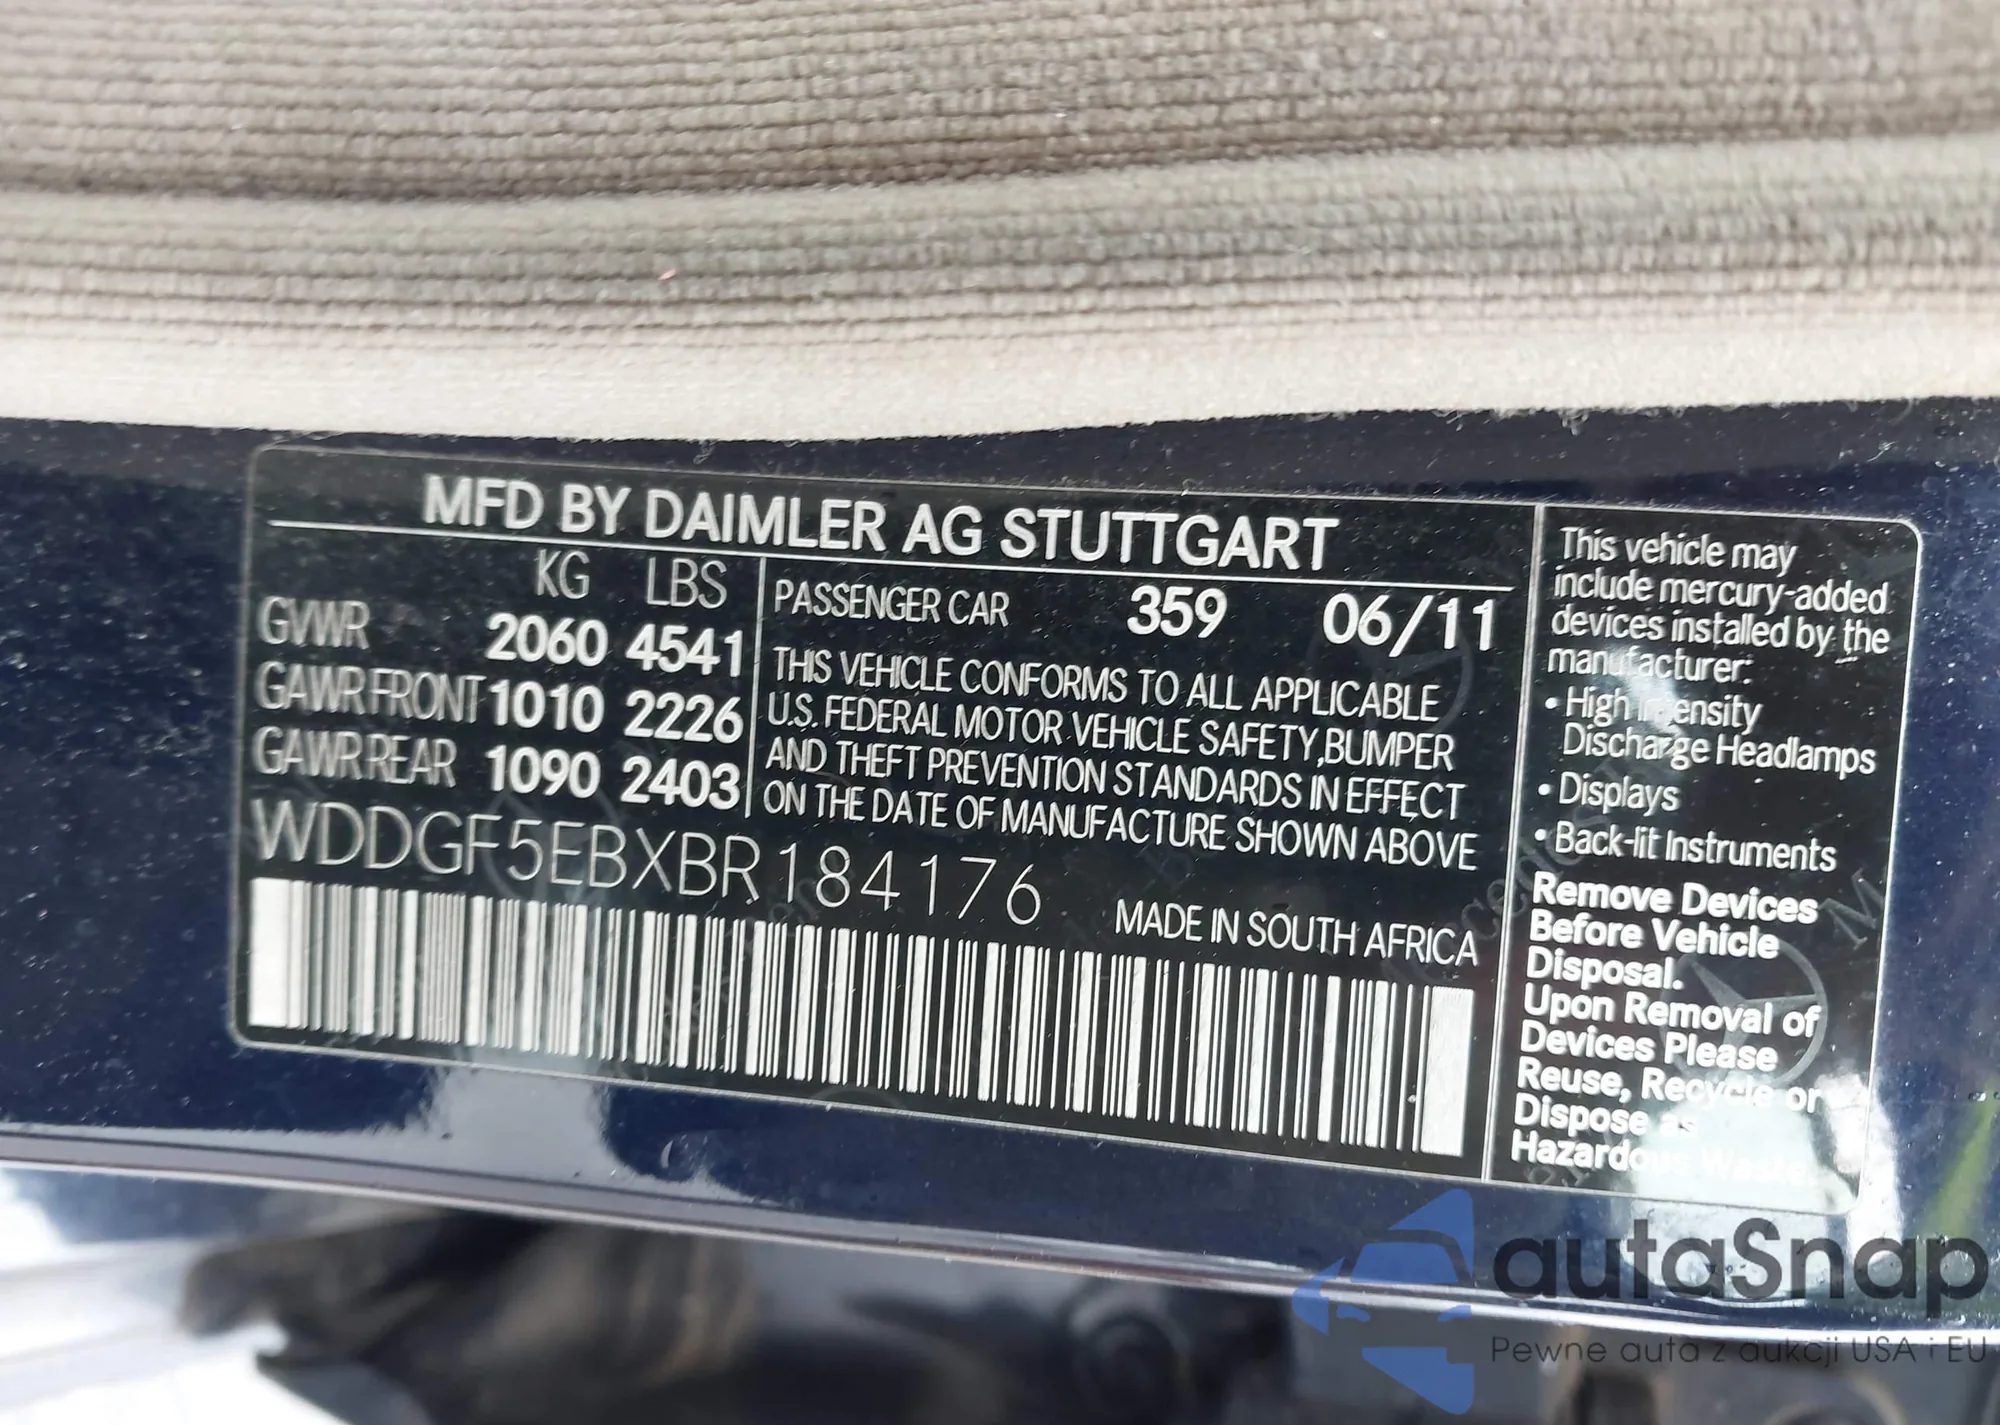 MFD BY DAIMLER AG STUTTGART
KG LBS
GVWR 2060 4541
GAWR FRONT 1010 2226
GAWR REAR 1090 2403
PASSENGER CAR 359 06/11
THIS VEHICLE CONFORMS TO ALL APPLICABLE
U.S. FEDERAL MOTOR VEHICLE SAFETY,BUMPER
AND THEFT PREVENTION STANDARDS IN EFFECT
ON THE DATE OF MANUFACTURE SHOWN ABOVE
WDDGF5EBXBR184176
MADE IN SOUTH AFRICA
This vehicle may
include mercury-added
devices installed by the
manufacturer:
• High Intensity
Discharge Headlamps
• Displays
• Back-lit Instruments
Remove Devices
Before Vehicle
Disposal.
Upon Removal of
Devices Please
Reuse, Recycle or
Dispose as
Hazardous Waste.
autaSnap
Pewne auta z aukcji USA i EU